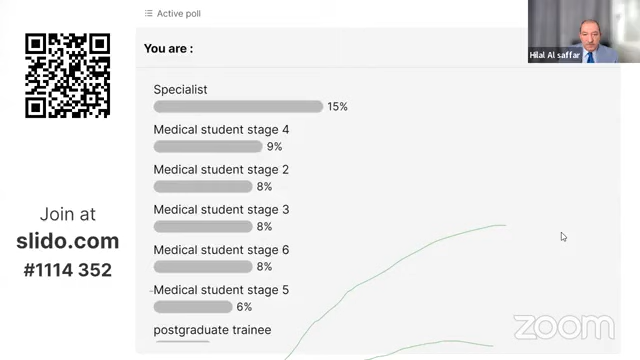 Active poll
You are :
Specialist
15%
Medical student stage 4
9%
Medical student stage 2
8%
Medical student stage 3
8%
Medical student stage 6
8%
Medical student stage 5
6%
postgraduate trainee
Join at
slido.com
#1114 352
Hilal Al saffar
zoom